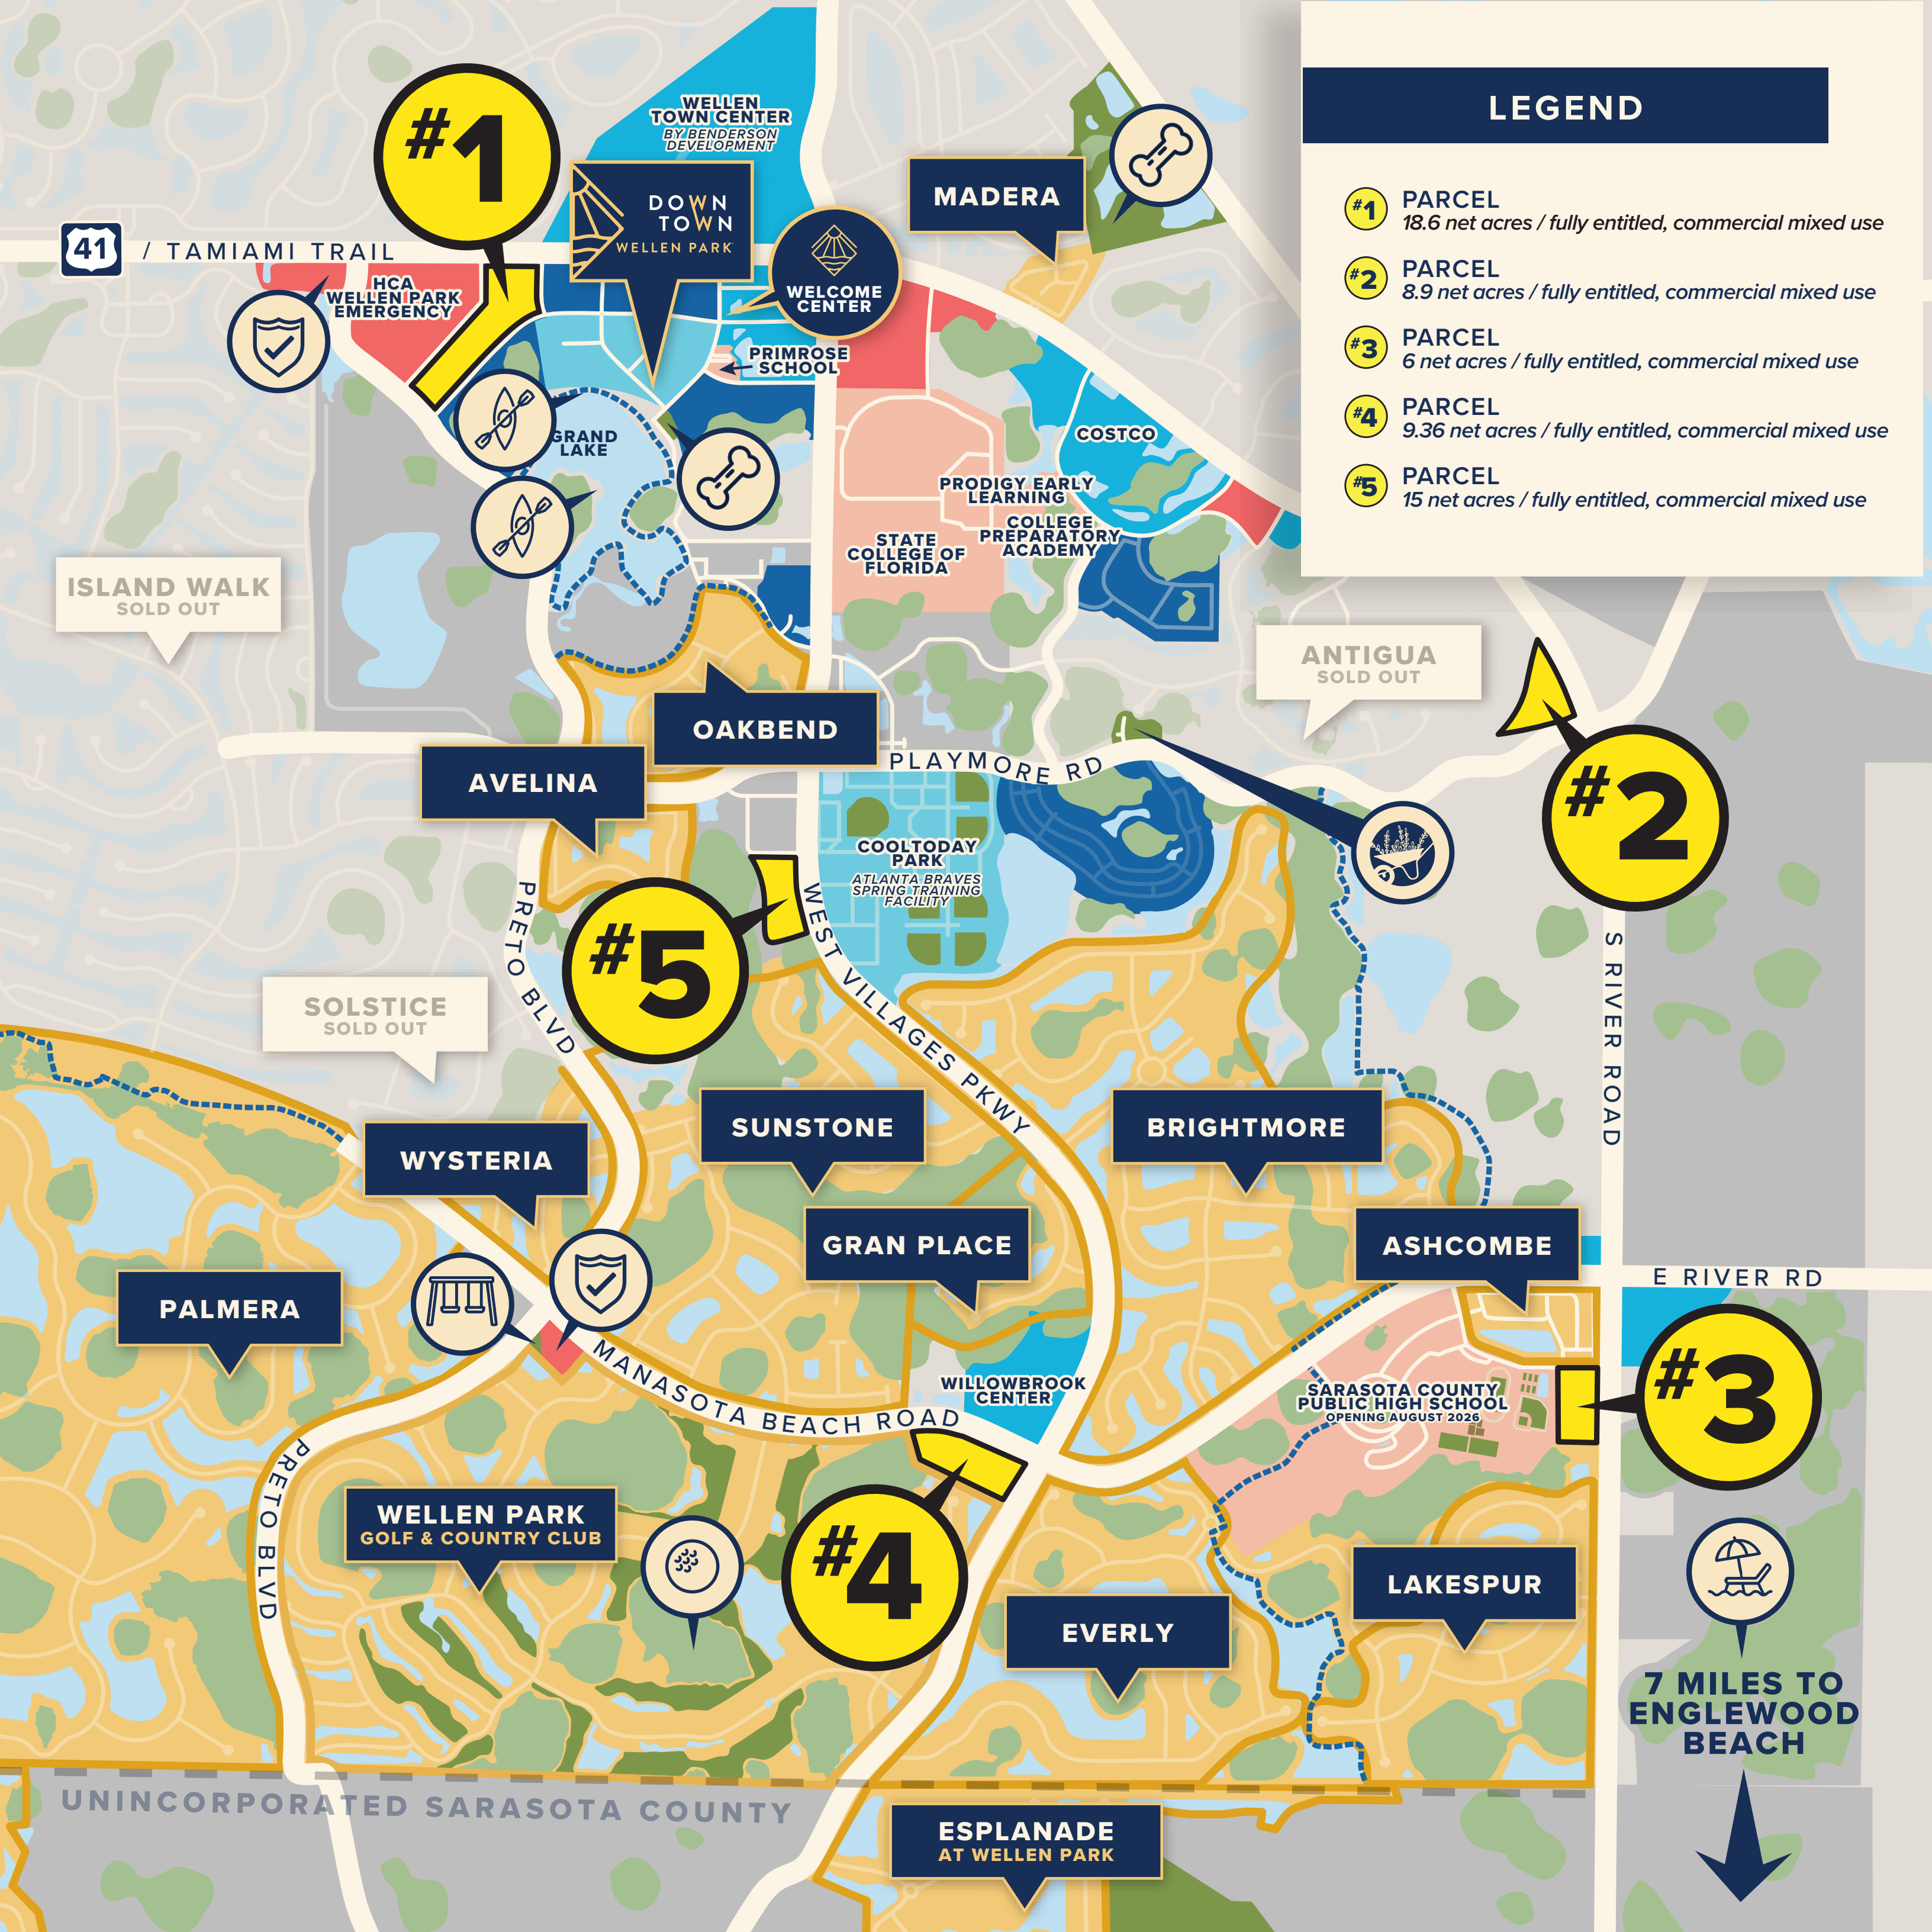 LEGEND
#1 PARCEL
18.6 net acres / fully entitled, commercial mixed use
#2 PARCEL
8.9 net acres / fully entitled, commercial mixed use
#3 PARCEL
6 net acres / fully entitled, commercial mixed use
#4 PARCEL
9.36 net acres / fully entitled, commercial mixed use
#5 PARCEL
15 net acres / fully entitled, commercial mixed use
#1
WELLEN
TOWN CENTER
BY BENDERSON
DEVELOPMENT
DOWN
TOWN
WELLEN PARK
MADERA
41 / TAMIAMI TRAIL
HCA
WELLEN PARK
EMERGENCY
WELCOME
CENTER
PRIMROSE
SCHOOL
GRAND
LAKE
COSTCO
PRODIGY EARLY
LEARNING
COLLEGE
PREPARATORY
ACADEMY
STATE
COLLEGE OF
FLORIDA
ISLAND WALK
SOLD OUT
ANTIGUA
SOLD OUT
OAKBEND
AVELINA
PLAYMORE RD
#2
COOLTODAY
PARK
ATLANTA BRAVES
SPRING TRAINING
FACILITY
#5
PRETO BLVD
WEST VILLAGES PKWY
S RIVER ROAD
SOLSTICE
SOLD OUT
SUNSTONE
BRIGHTMORE
WYSTERIA
GRAN PLACE
ASHCOMBE
E RIVER RD
PALMERA
MANASOTA BEACH ROAD
WILLOWBROOK
CENTER
SARASOTA COUNTY
PUBLIC HIGH SCHOOL
OPENING AUGUST 2026
#3
PRETO BLVD
WELLEN PARK
GOLF & COUNTRY CLUB
#4
EVERLY
LAKESPUR
7 MILES TO
ENGLEWOOD
BEACH
UNINCORPORATED SARASOTA COUNTY
ESPLANADE
AT WELLEN PARK